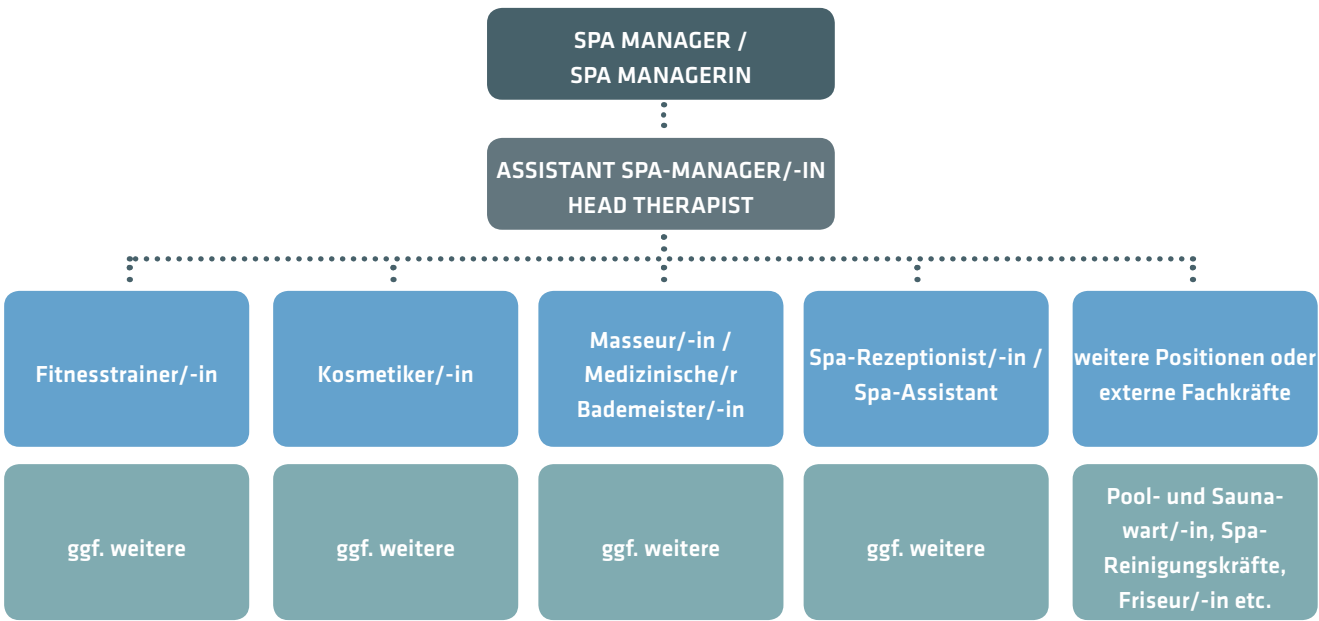 SPA MANAGER /
SPA MANAGERIN
ASSISTANT SPA-MANAGER/-IN
HEAD THERAPIST
Fitnesstrainer/-in
Kosmetiker/-in
Masseur/-in /
Medizinische/r
Bademeister/-in
Spa-Rezeptionist/-in /
Spa-Assistant
weitere Positionen oder
externe Fachkräfte
ggf. weitere
ggf. weitere
ggf. weitere
ggf. weitere
Pool- und Sauna-
wart/-in, Spa-
Reinigungskräfte,
Friseur/-in etc.